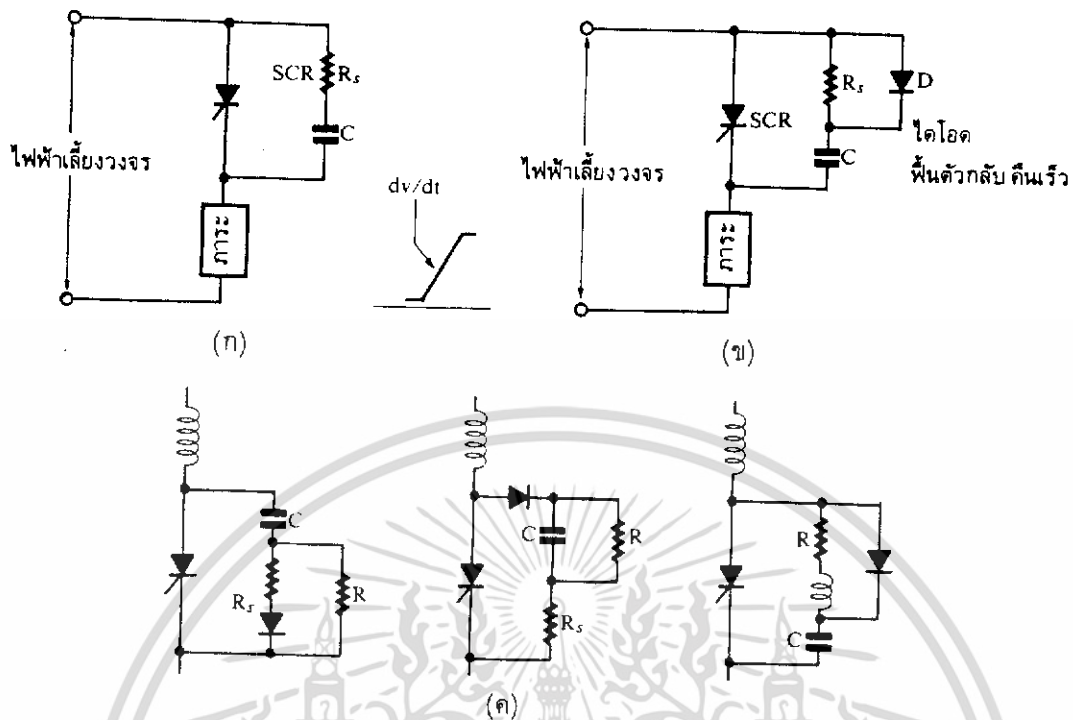 ไฟฟ้าเลี้ยงวงจร
SCR
Rs
C
ภาระ
(ก)
dv/dt
ไฟฟ้าเลี้ยงวงจร
SCR
Rs
D
C
ไดโอด
ฟื้นตัวกลับ คืนเร็ว
ภาระ
(ข)
C
Rs
R
C
R
Rs
R
C
(ค)